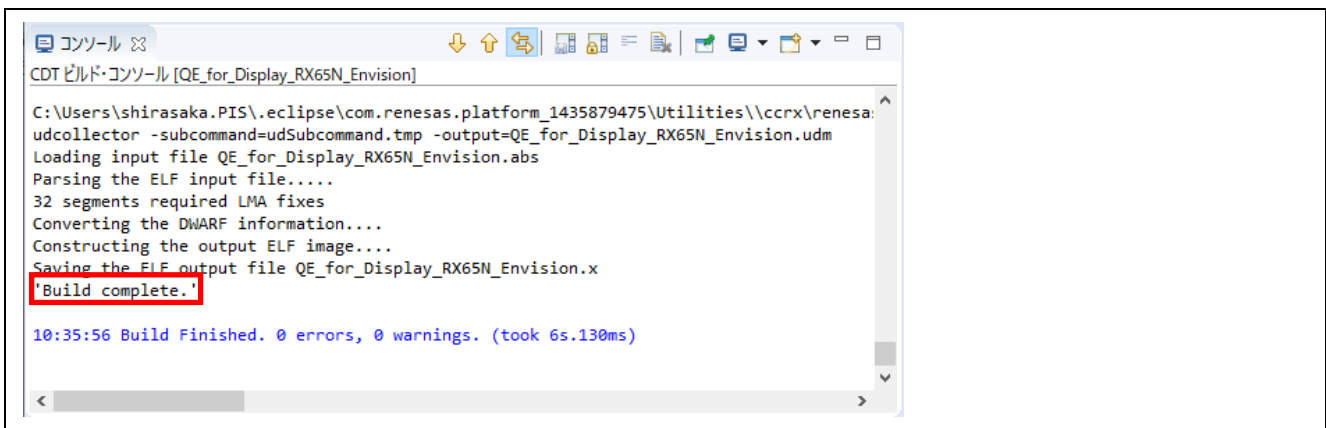 コンソール
CDT ビルド・コンソール [QE_for_Display_RX65N_Envision]
C:\Users\shirasaka.PIS\.eclipse\com.renesas.platform_1435879475\Utilities\\ccrx\renesas
udcollector -subcommand=udSubcommand.tmp -output=QE_for_Display_RX65N_Envision.udm
Loading input file QE_for_Display_RX65N_Envision.abs
Parsing the ELF input file.....
32 segments required LMA fixes
Converting the DWARF information....
Constructing the output ELF image....
Saving the ELF output file QE_for_Display_RX65N_Envision.x
'Build complete.'
10:35:56 Build Finished. 0 errors, 0 warnings. (took 6s.130ms)